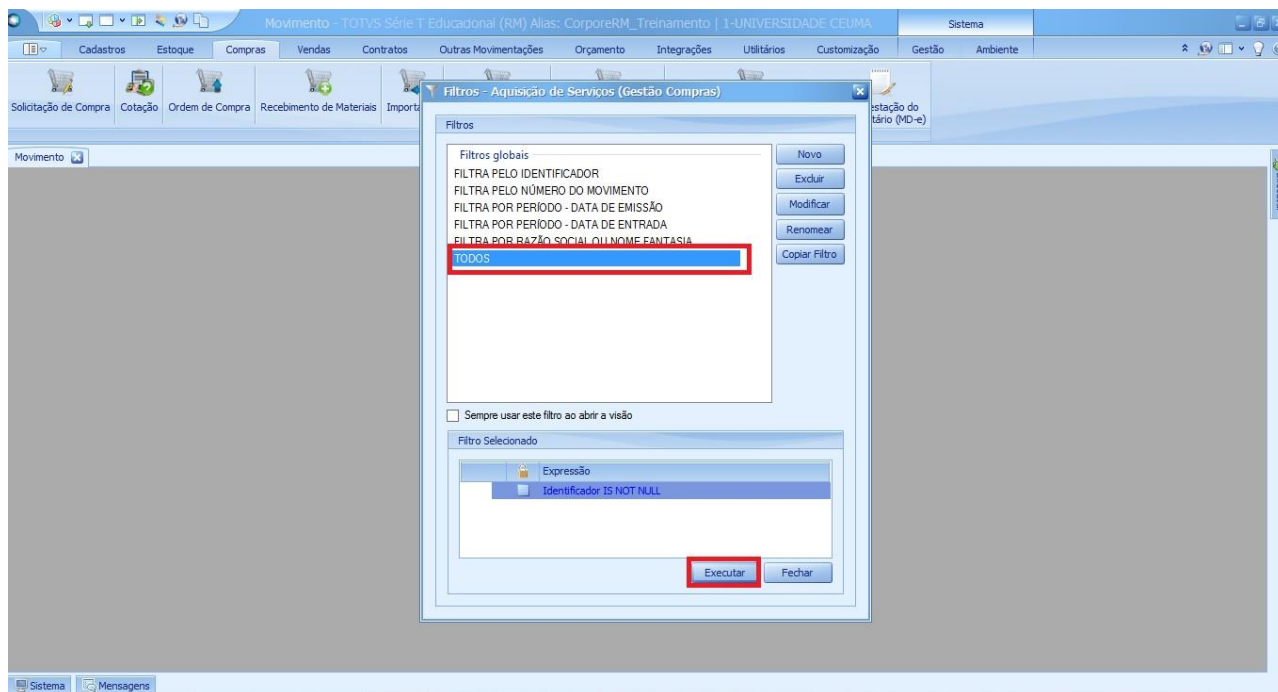 Movimento - TOTVS Série T Educacional (RM) Alias: CorporeRM_Treinamento | 1-UNIVERSIDADE CEUMA
Sistema
Cadastros Estoque Compras Vendas Contratos Outras Movimentações Orçamento Integrações Utilitários Customização Gestão Ambiente
Solicitação de Compra Cotação Ordem de Compra Recebimento de Materiais Importa
estação do
tário (MD-e)
Filtros - Aquisição de Serviços (Gestão Compras)
Movimento
Filtros
Filtros globais
FILTRA PELO IDENTIFICADOR
FILTRA PELO NÚMERO DO MOVIMENTO
FILTRA POR PERÍODO - DATA DE EMISSÃO
FILTRA POR PERÍODO - DATA DE ENTRADA
FILTRA POR RAZÃO SOCIAL OU NOME FANTASIA
TODOS
Novo
Excluir
Modificar
Renomear
Copiar Filtro
Sempre usar este filtro ao abrir a visão
Filtro Selecionado
Expressão
Identificador IS NOT NULL
Executar Fechar
Sistema Mensagens